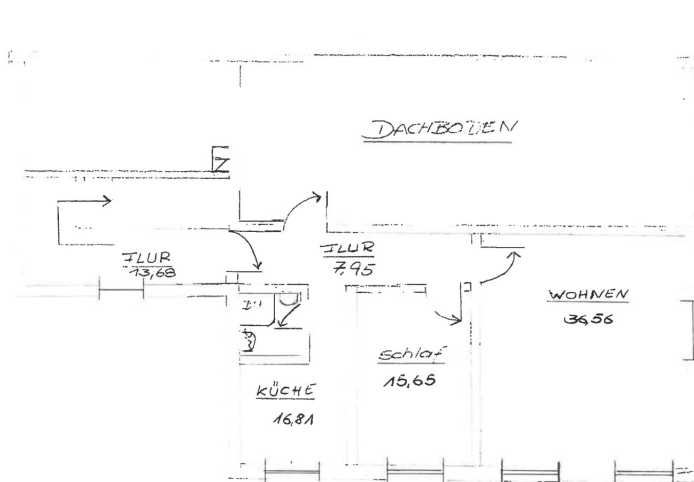 DACHBODEN
FLUR
13,68
FLUR
7.95
WOHNEN
36,56
Schlaf
15,65
KÜCHE
16,81